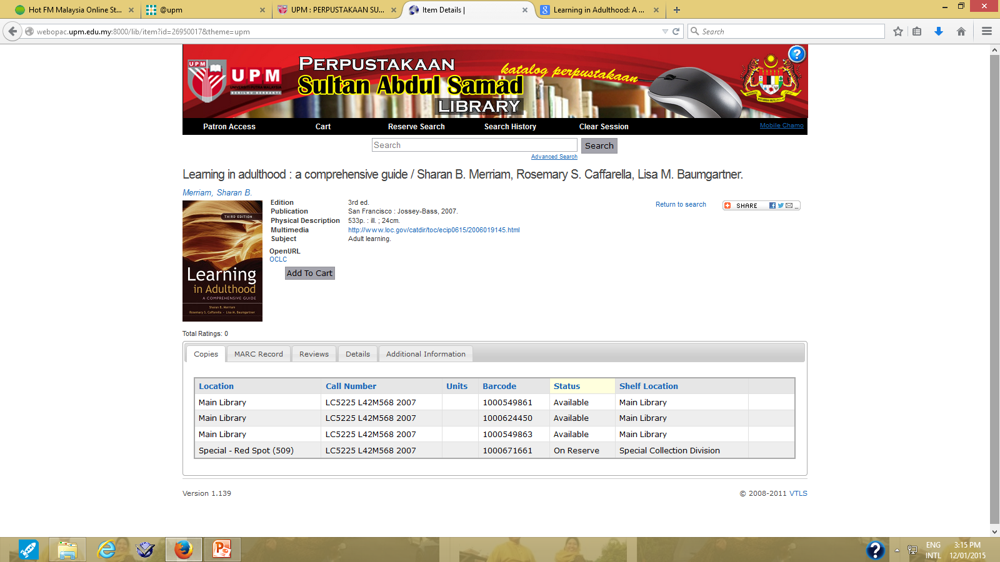 Hot FM Malaysia Online St...
@upm
UPM : PERPUSTAKAAN SU...
Item Details |
Learning in Adulthood: A ...
webopac.upm.edu.my:8000/lib/item?id=26950017&theme=upm
Search
UPM
UPM
UNIVERSITI PUTRA MALAYSIA
BERILMU BERBAKTI
PERPUSTAKAAN
Sultan Abdul Samad
LIBRARY
katalog perpustakaan
?
Patron Access
Cart
Reserve Search
Search History
Clear Session
Mobile Chamo
Search
Search
Advanced Search
Learning in adulthood : a comprehensive guide / Sharan B. Merriam, Rosemary S. Caffarella, Lisa M. Baumgartner.
Merriam, Sharan B.
THIRD EDITION
Learning
in Adulthood
A COMPREHENSIVE GUIDE
Sharan B. Merriam
Rosemary S. Caffarella • Lisa M. Baumgartner
Edition 3rd ed.
Publication San Francisco : Jossey-Bass, 2007.
Physical Description 533p. : ill. ; 24cm.
Multimedia http://www.loc.gov/catdir/toc/ecip0615/2006019145.html
Subject Adult learning.
OpenURL
OCLC
Add To Cart
Return to search
SHARE ...
Total Ratings: 0
Copies
MARC Record
Reviews
Details
Additional Information
Location Call Number Units Barcode Status Shelf Location
Main Library LC5225 L42M568 2007 1000549861 Available Main Library
Main Library LC5225 L42M568 2007 1000624450 Available Main Library
Main Library LC5225 L42M568 2007 1000549863 Available Main Library
Special - Red Spot (509) LC5225 L42M568 2007 1000671661 On Reserve Special Collection Division
Version 1.139
© 2008-2011 VTLS
?
ENG
INTL
3:15 PM
12/01/2015